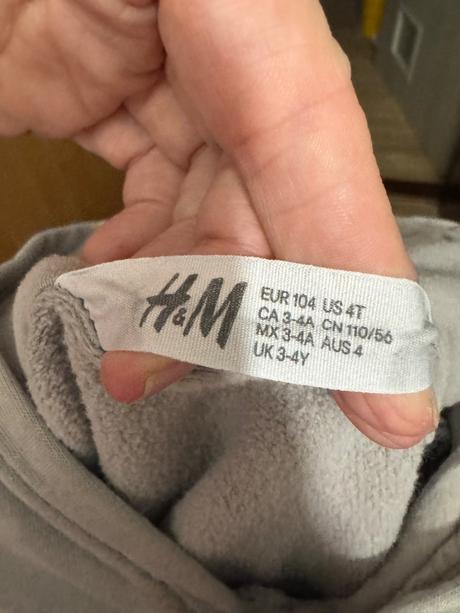 H&M
EUR 104 US 4T
CA 3-4A CN 110/56
MX 3-4A AUS 4
UK 3-4Y